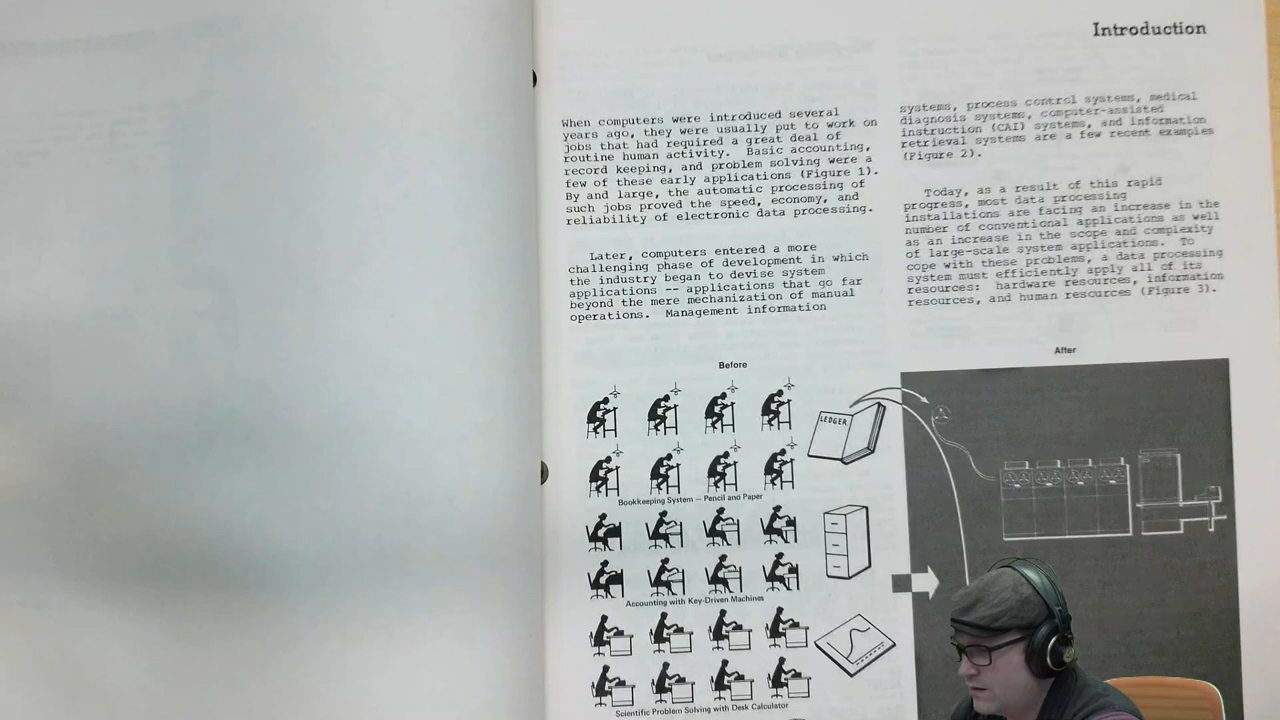 Introduction
When computers were introduced several
years ago, they were usually put to work on
jobs that had required a great deal of
routine human activity.  Basic accounting,
record keeping, and problem solving were a
few of these early applications (Figure 1).
By and large, the automatic processing of
such jobs proved the speed, economy, and
reliability of electronic data processing.
Later, computers entered a more
challenging phase of development in which
the industry began to devise system
applications -- applications that go far
beyond the mere mechanization of manual
operations.  Management information
systems, process control systems, medical
diagnosis systems, computer-assisted
instruction (CAI) systems, and information
retrieval systems are a few recent examples
(Figure 2).
Today, as a result of this rapid
progress, most data processing
installations are facing an increase in the
number of conventional applications as well
as an increase in the scope and complexity
of large-scale system applications.  To
cope with these problems, a data processing
system must efficiently apply all of its
resources:  hardware resources, information
resources, and human resources (Figure 3).
Before
After
LEDGER
Bookkeeping System – Pencil and Paper
Accounting with Key-Driven Machines
Scientific Problem Solving with Desk Calculator